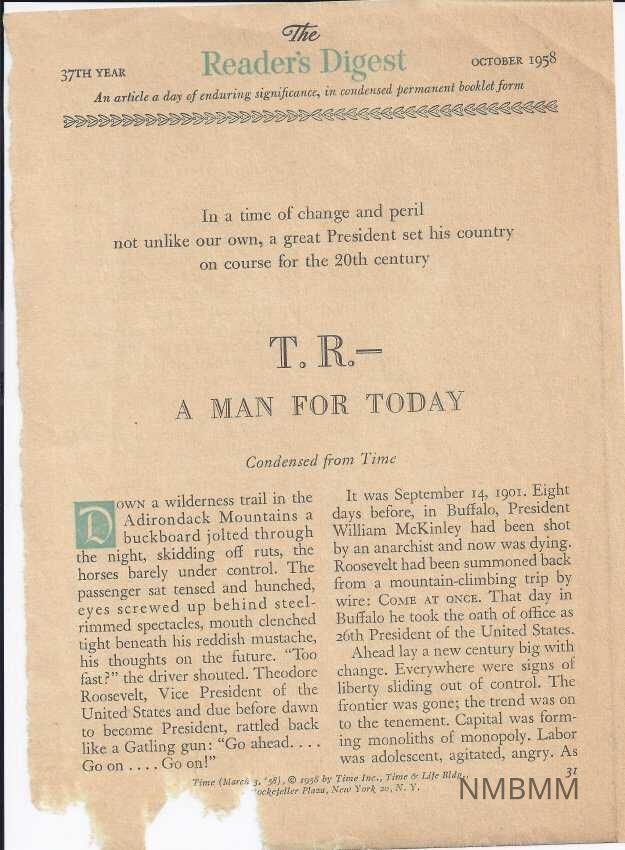 The
Reader's Digest
37TH YEAR
OCTOBER 1958
An article a day of enduring significance, in condensed permanent booklet form
In a time of change and peril
not unlike our own, a great President set his country
on course for the 20th century
T. R.—
A MAN FOR TODAY
Condensed from Time
DOWN a wilderness trail in the
Adirondack Mountains a
buckboard jolted through
the night, skidding off ruts, the
horses barely under control. The
passenger sat tensed and hunched,
eyes screwed up behind steel-
rimmed spectacles, mouth clenched
tight beneath his reddish mustache,
his thoughts on the future. "Too
fast?" the driver shouted. Theodore
Roosevelt, Vice President of the
United States and due before dawn
to become President, rattled back
like a Gatling gun: "Go ahead. . . .
Go on . . . . Go on!"
It was September 14, 1901. Eight
days before, in Buffalo, President
William McKinley had been shot
by an anarchist and now was dying.
Roosevelt had been summoned back
from a mountain-climbing trip by
wire: COME AT ONCE. That day in
Buffalo he took the oath of office as
26th President of the United States.
Ahead lay a new century big with
change. Everywhere were signs of
liberty sliding out of control. The
frontier was gone; the trend was on
to the tenement. Capital was form-
ing monoliths of monopoly. Labor
was adolescent, agitated, angry. As
Time (March 3, '58), © 1958 by Time Inc., Time & Life Bldg.,
Rockefeller Plaza, New York 20, N. Y.
31
NMBMM